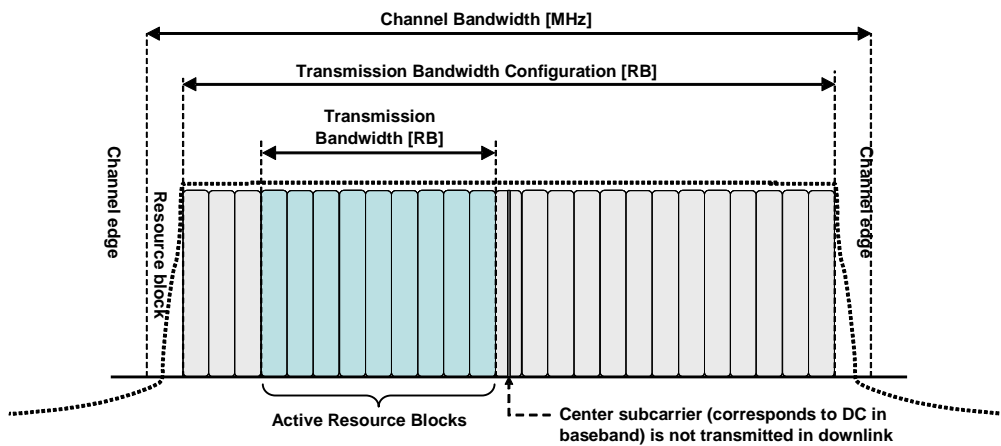 Channel Bandwidth [MHz]
Transmission Bandwidth Configuration [RB]
Transmission
Bandwidth [RB]
Channel edge
Resource block
Channel edge
Active Resource Blocks
Center subcarrier (corresponds to DC in
baseband) is not transmitted in downlink